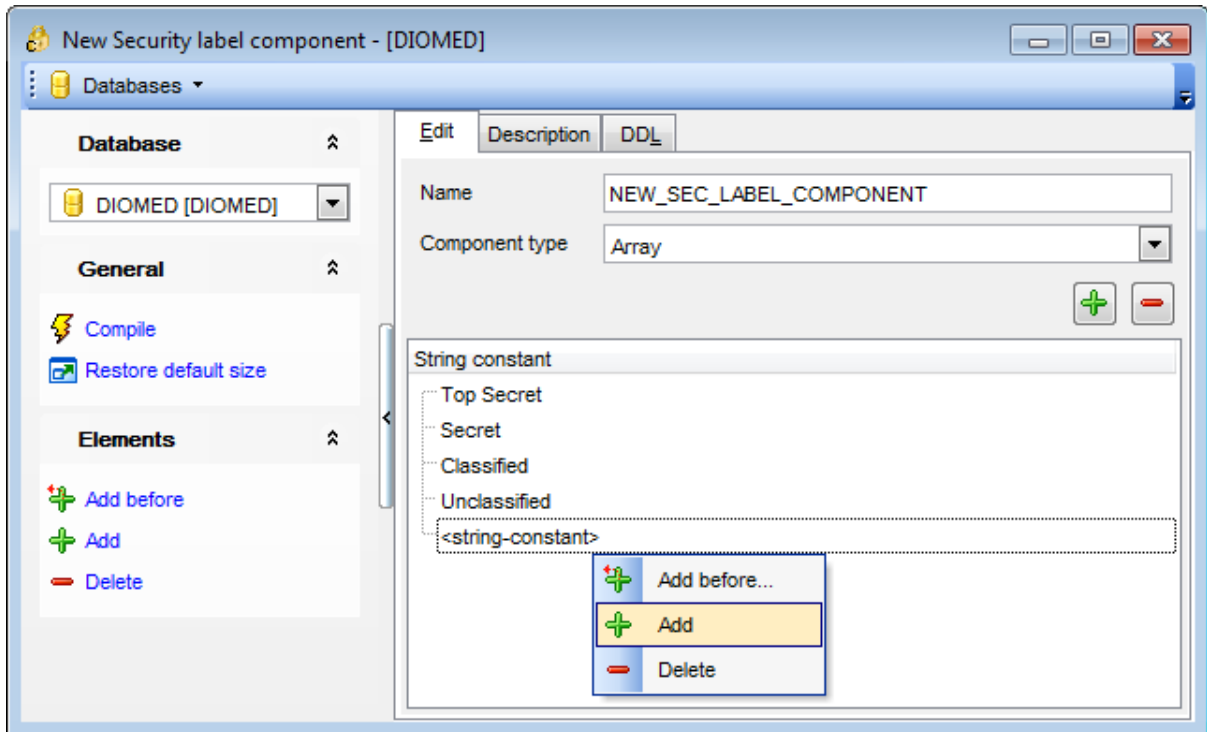 New Security label component - [DIOMED]
Databases
Database
DIOMED [DIOMED]
General
Compile
Restore default size
Elements
Add before
Add
Delete
Edit
Description
DDL
Name
NEW_SEC_LABEL_COMPONENT
Component type
Array
String constant
Top Secret
Secret
Classified
Unclassified
<string-constant>
Add before...
Add
Delete